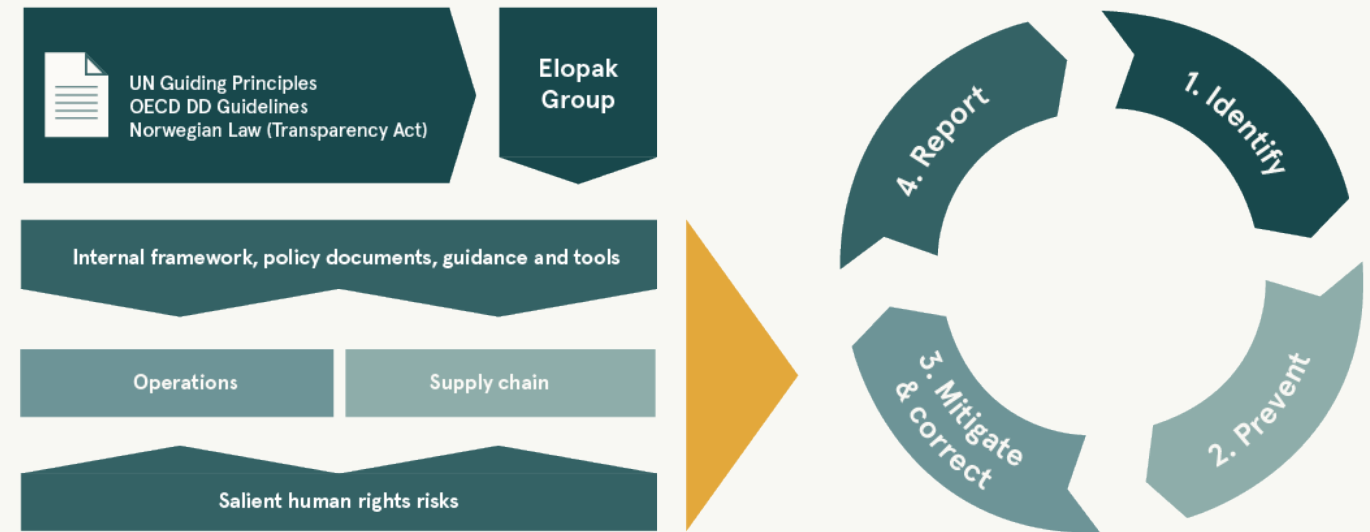 UN Guiding Principles
OECD DD Guidelines
Norwegian Law (Transparency Act)
Elopak
Group
Internal framework, policy documents, guidance and tools
Operations
Supply chain
Salient human rights risks
1. Identify
2. Prevent
3. Mitigate
& correct
4. Report